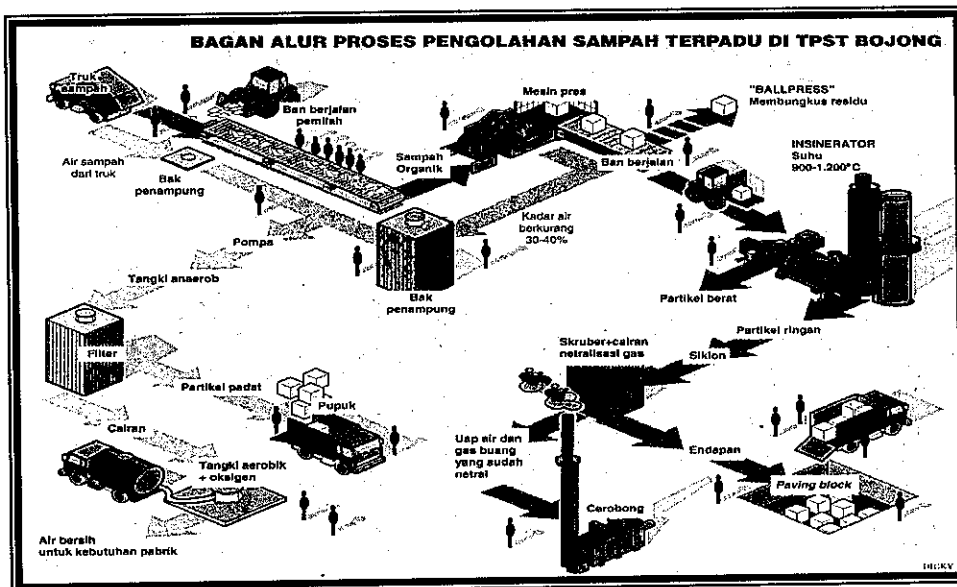 BAGAN ALUR PROSES PENGOLAHAN SAMPAH TERPADU DI TPST BOJONG
Truk
sampah
Ban berjalan
pemilah
Mesin pres
"BALLPRESS"
Membungkus residu
Air sampah
dari truk
Bak
penampung
Sampah
Organik
Ban berjalan
INSINERATOR
Suhu
900-1.200°C
Pompa
Kadar air
berkurang
30-40%
Tangki anaerob
Bak
penampung
Partikel berat
Partikel ringan
Filter
Skruber+cairan
netralisasi gas
Siklon
Partikel padat
Pupuk
Cairan
Uap air dan
gas buang
yang sudah
netral
Endapan
Tangki aerobik
+ oksigen
Paving block
Cerobong
Air bersih
untuk kebutuhan pabrik
DICKY